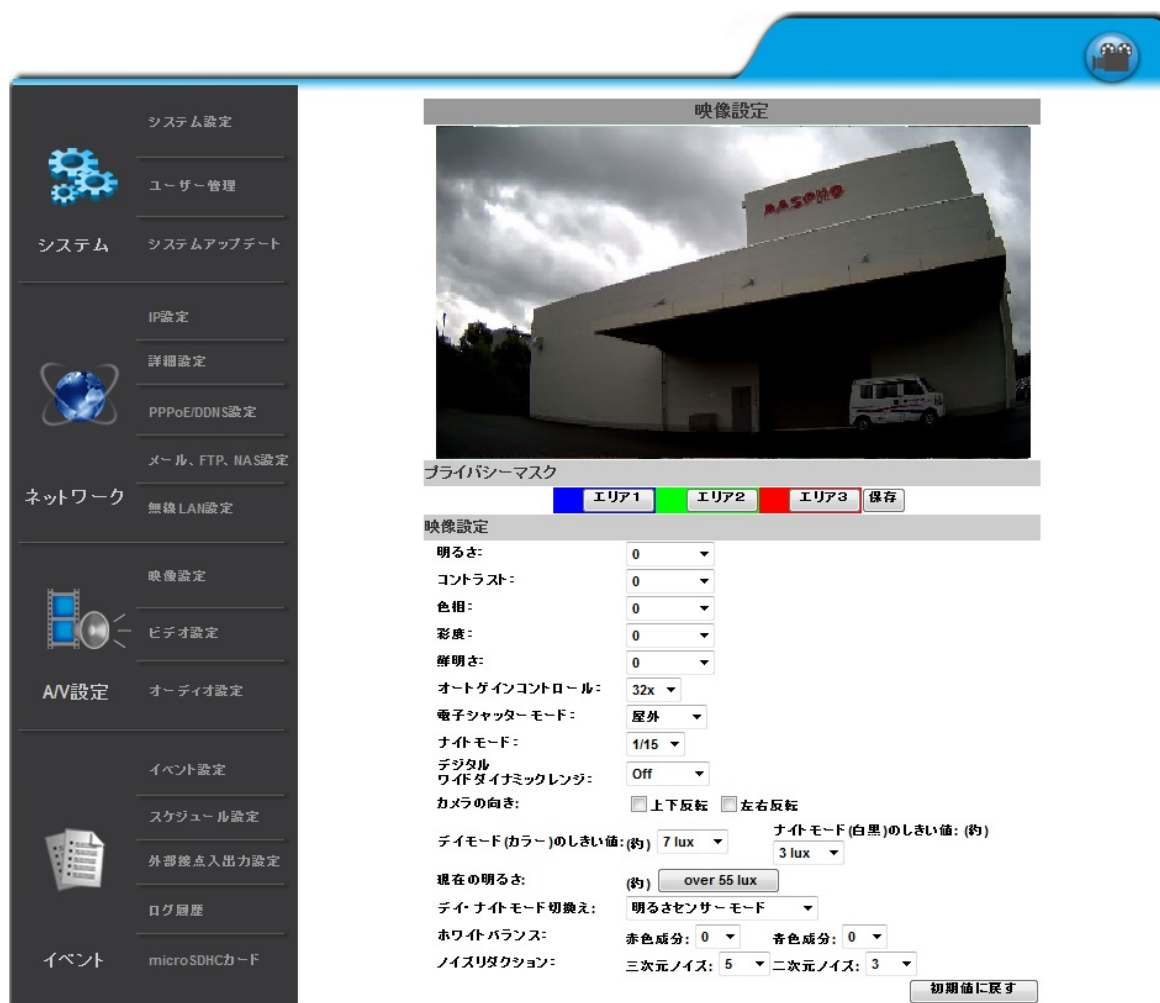 システム設定
ユーザー管理
システム
システムアップデート
IP設定
詳細設定
PPPoE/DDNS設定
メール、FTP、NAS設定
ネットワーク
無線LAN設定
映像設定
ビデオ設定
A/V設定
オーディオ設定
イベント設定
スケジュール設定
外部接点入出力設定
ログ履歴
イベント
microSDHCカード
映像設定
プライバシーマスク
エリア1 エリア2 エリア3 保存
映像設定
明るさ: 0
コントラスト: 0
色相: 0
彩度: 0
鮮明さ: 0
オートゲインコントロール: 32x
電子シャッターモード: 屋外
ナイトモード: 1/15
デジタル
ワイドダイナミックレンジ: Off
カメラの向き: 上下反転 左右反転
デイモード(カラー)のしきい値:(約) 7 lux ナイトモード(白黒)のしきい値: (約)
3 lux
現在の明るさ: (約) over 55 lux
デイ・ナイトモード切換え: 明るさセンサーモード
ホワイトバランス: 赤色成分: 0 青色成分: 0
ノイズリダクション: 三次元ノイズ: 5 二次元ノイズ: 3
初期値に戻す